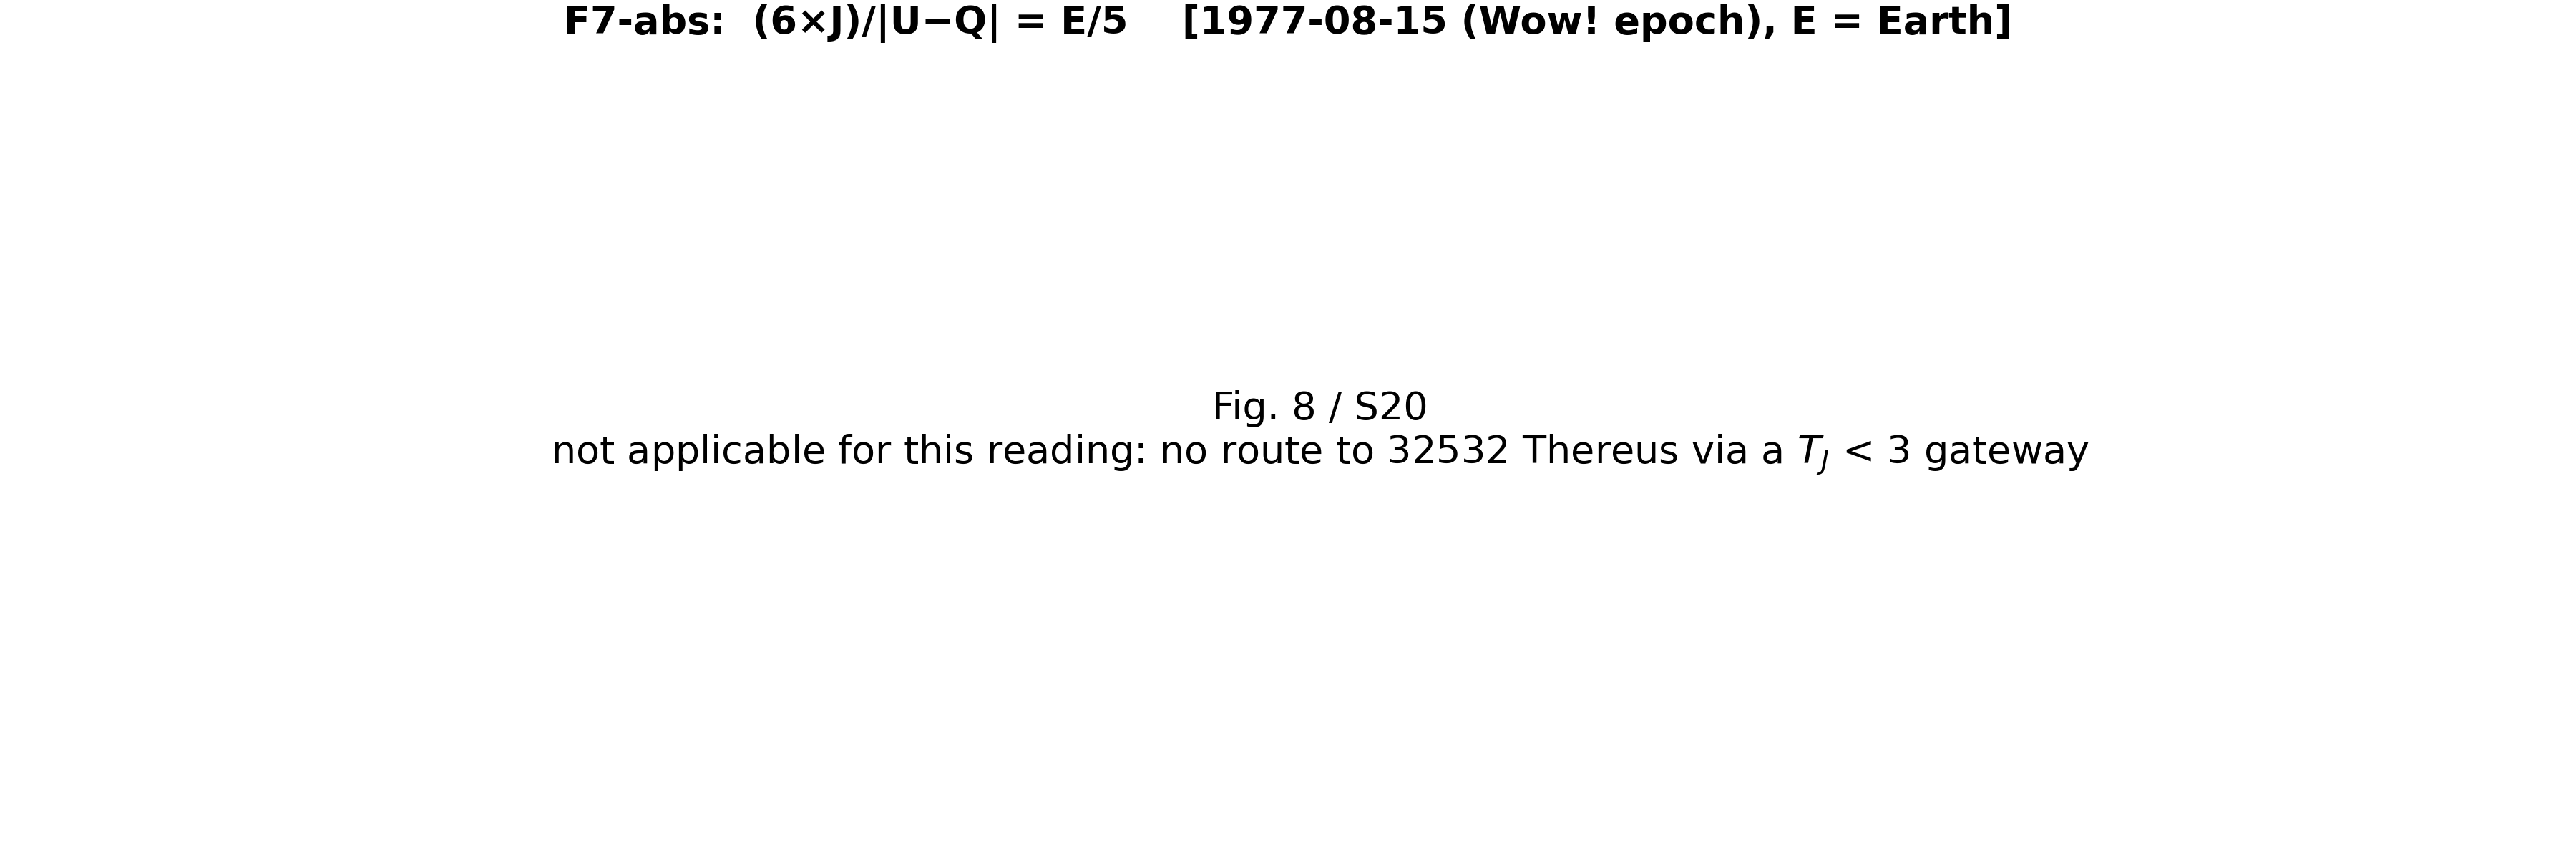 F7-abs:  (6×J)/|U−Q| = E/5    [1977-08-15 (Wow! epoch), E = Earth]
Fig. 8 / S20
not applicable for this reading: no route to 32532 Thereus via a T_J < 3 gateway